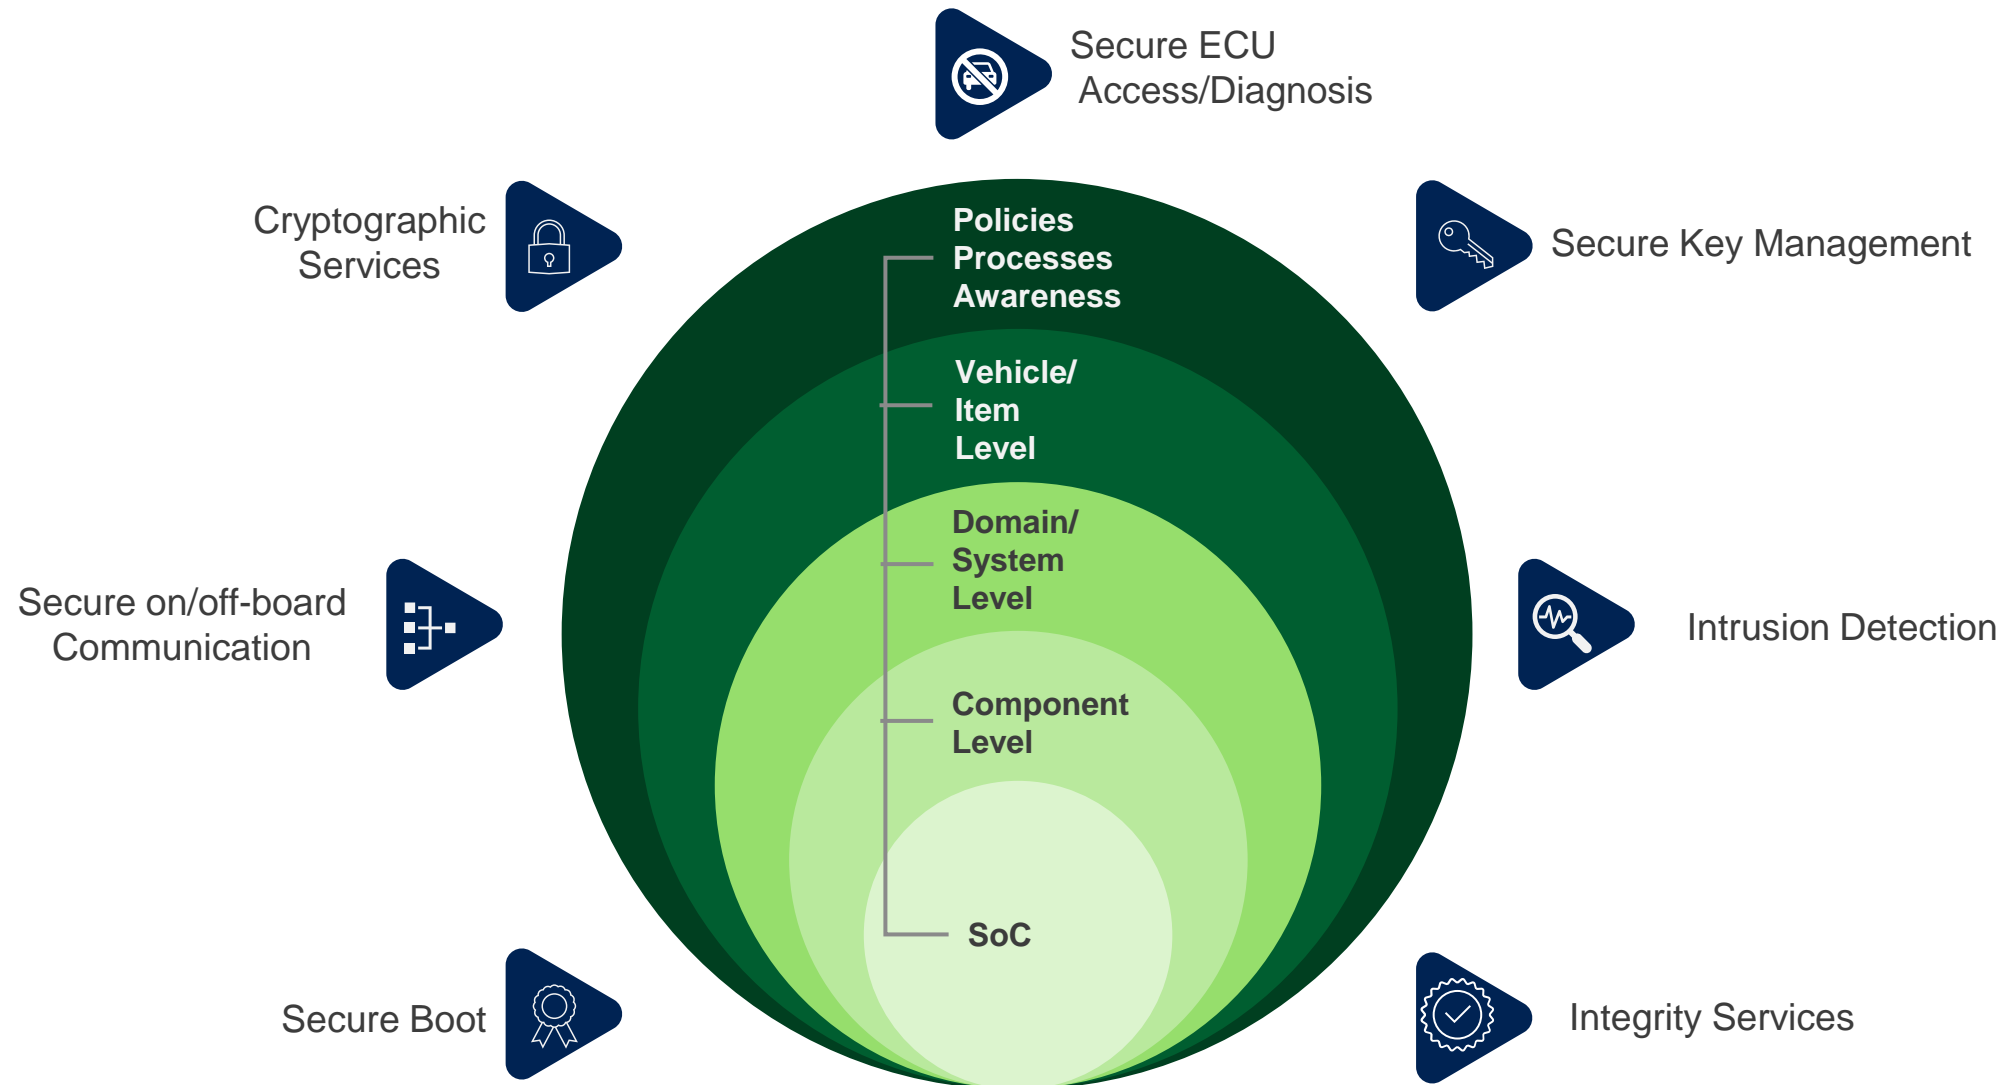 Secure ECU
Access/Diagnosis
Cryptographic
Services
Policies
Processes
Awareness
Secure Key Management
Vehicle/
Item
Level
Domain/
System
Level
Secure on/off-board
Communication
Intrusion Detection
Component
Level
SoC
Secure Boot
Integrity Services